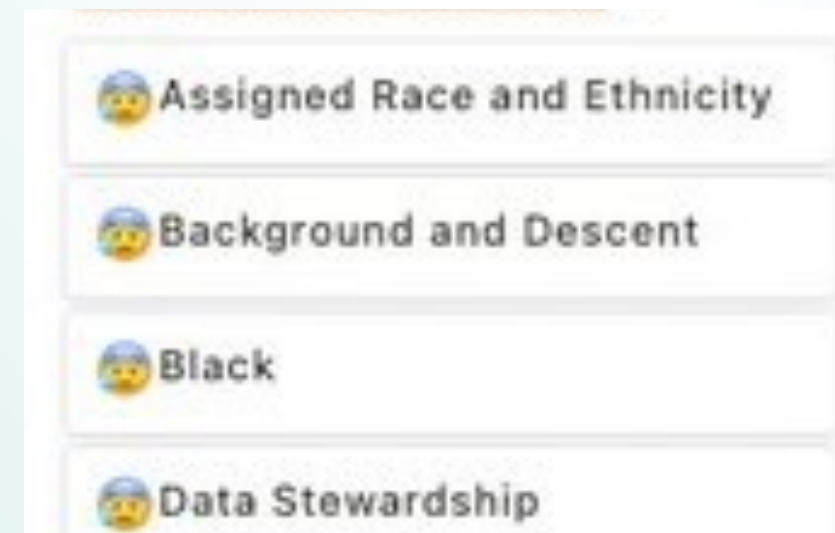 😰Assigned Race and Ethnicity
😰Background and Descent
😰Black
😰Data Stewardship